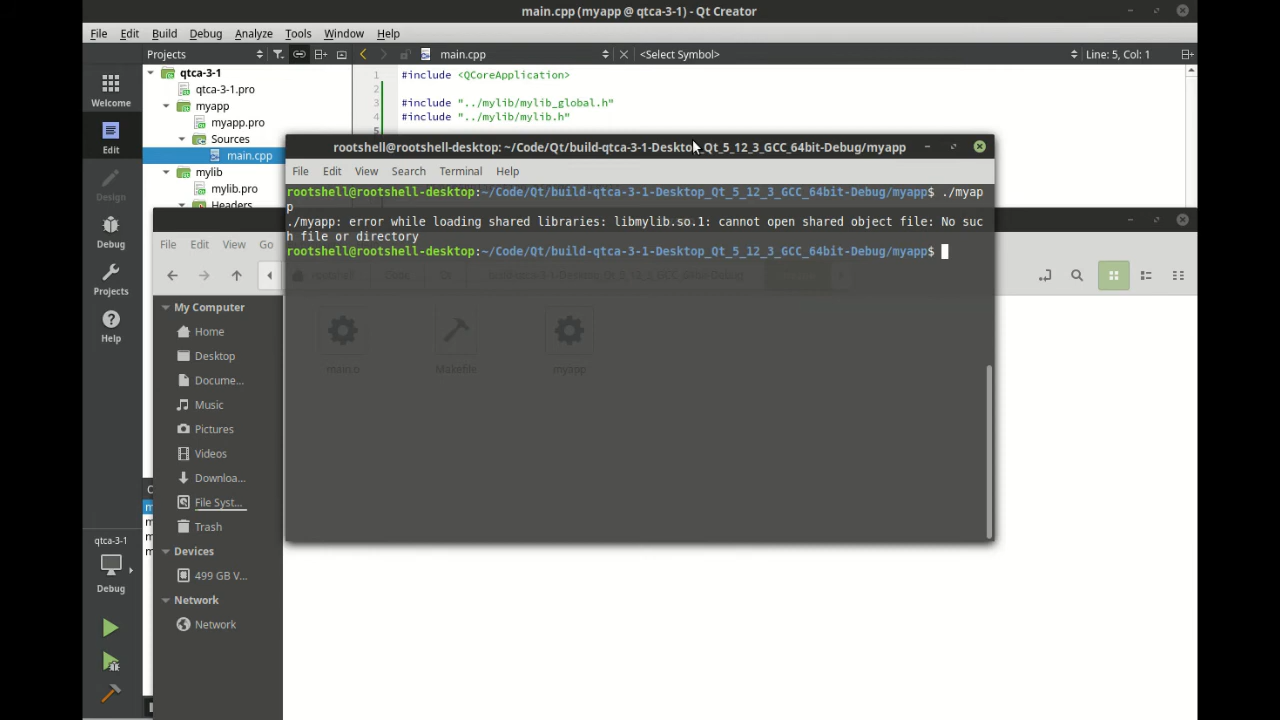 main.cpp (myapp @ qtca-3-1) - Qt Creator
File Edit Build Debug Analyze Tools Window Help
Projects main.cpp <Select Symbol> Line: 5, Col: 1
Welcome
Edit
Design
Debug
Projects
Help
qtca-3-1
Debug
qtca-3-1
qtca-3-1.pro
myapp
myapp.pro
Sources
main.cpp
mylib
mylib.pro
Headers
1 #include <QCoreApplication>
2
3 #include "../mylib/mylib_global.h"
4 #include "../mylib/mylib.h"
5
rootshell@rootshell-desktop: ~/Code/Qt/build-qtca-3-1-Desktop_Qt_5_12_3_GCC_64bit-Debug/myapp
File Edit View Search Terminal Help
rootshell@rootshell-desktop:~/Code/Qt/build-qtca-3-1-Desktop_Qt_5_12_3_GCC_64bit-Debug/myapp$ ./myap
p
./myapp: error while loading shared libraries: libmylib.so.1: cannot open shared object file: No suc
h file or directory
rootshell@rootshell-desktop:~/Code/Qt/build-qtca-3-1-Desktop_Qt_5_12_3_GCC_64bit-Debug/myapp$
File Edit View Go
My Computer
Home
Desktop
Docume...
Music
Pictures
Videos
Downloa...
File Syst...
Trash
Devices
499 GB V...
Network
Network
main.o Makefile myapp